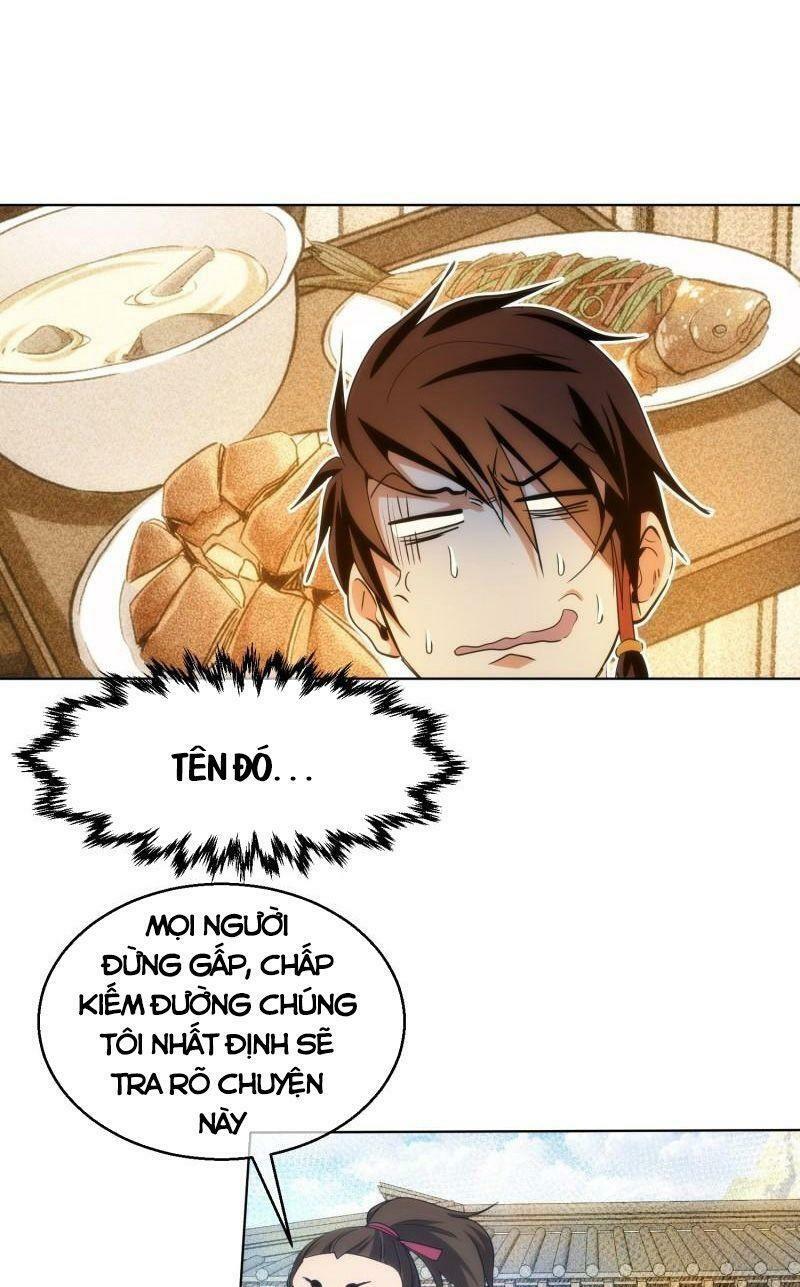 TÊN ĐÓ...
MỌI NGƯỜI
ĐỪNG GẤP, CHẤP
KIẾM ĐƯỜNG CHÚNG
TÔI NHẤT ĐỊNH SẼ
TRA RÕ CHUYỆN
NÀY